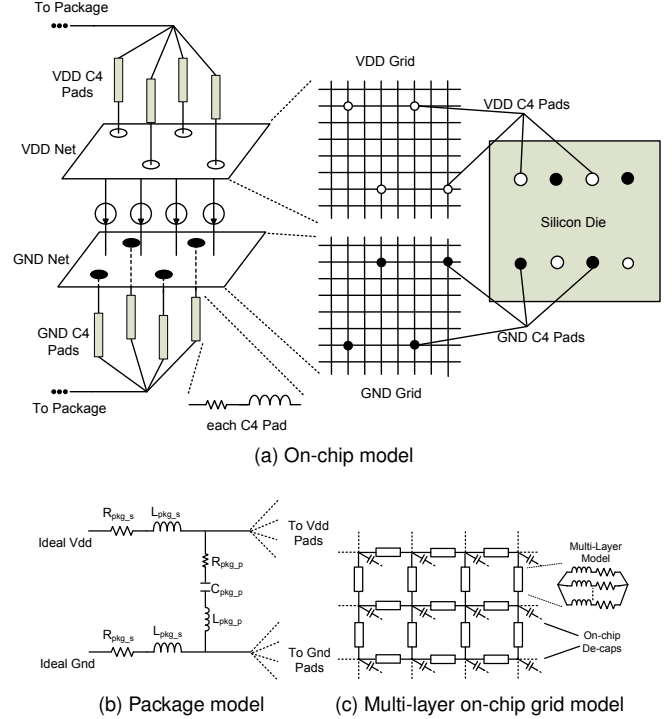 To Package
VDD C4
Pads
VDD Net
GND Net
GND C4
Pads
To Package
each C4 Pad
VDD Grid
GND Grid
VDD C4 Pads
Silicon Die
GND C4 Pads
(a) On-chip model
Ideal Vdd
Rpkg_s
Lpkg_s
Rpkg_p
Cpkg_p
Lpkg_p
Rpkg_s
Lpkg_s
Ideal Gnd
To Vdd
Pads
To Gnd
Pads
(b) Package model
Multi-Layer
Model
On-chip
De-caps
(c) Multi-layer on-chip grid model